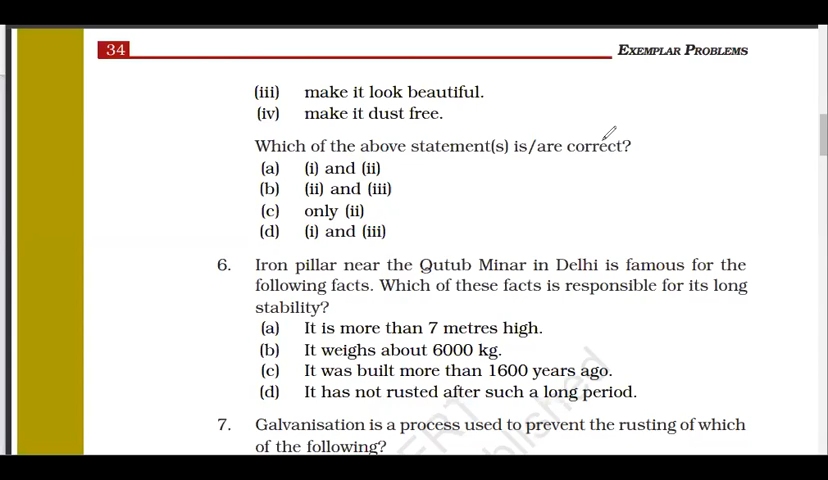 34
EXEMPLAR PROBLEMS
(iii) make it look beautiful.
(iv) make it dust free.
Which of the above statement(s) is/are correct?
(a) (i) and (ii)
(b) (ii) and (iii)
(c) only (ii)
(d) (i) and (iii)
6. Iron pillar near the Qutub Minar in Delhi is famous for the
following facts. Which of these facts is responsible for its long
stability?
(a) It is more than 7 metres high.
(b) It weighs about 6000 kg.
(c) It was built more than 1600 years ago.
(d) It has not rusted after such a long period.
7. Galvanisation is a process used to prevent the rusting of which
of the following?